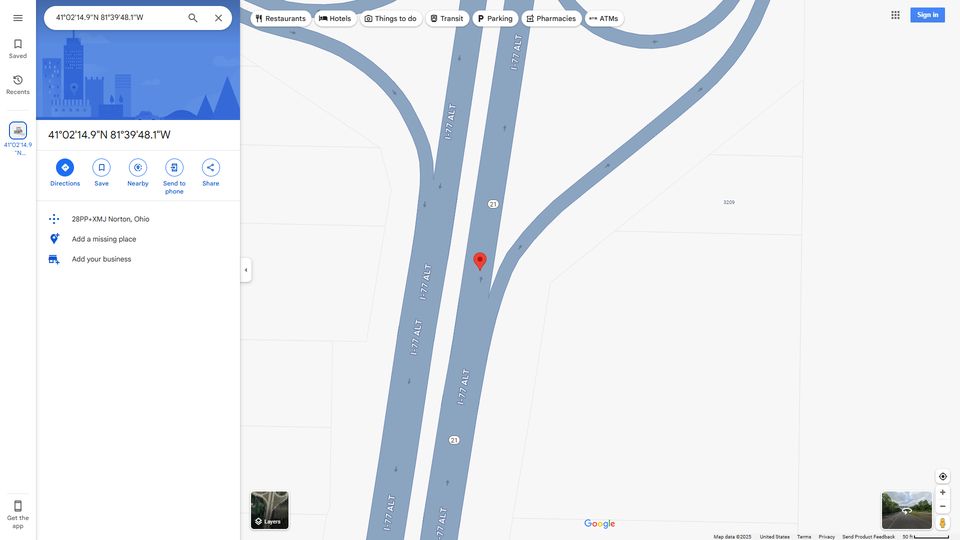 41°02'14.9"N 81°39'48.1"W
Restaurants
Hotels
Things to do
Transit
Parking
Pharmacies
ATMs
Sign in
Saved
Recents
41°02'14.9
"N...
Get the
app
41°02'14.9"N 81°39'48.1"W
Directions
Save
Nearby
Send to
phone
Share
28PP+XMJ Norton, Ohio
Add a missing place
Add your business
I-77 ALT
I-77 ALT
21
3209
I-77 ALT
I-77 ALT
I-77 ALT
21
I-77 ALT
I-77 ALT
Layers
Google
Map data ©2025
United States
Terms
Privacy
Send Product Feedback
50 ft